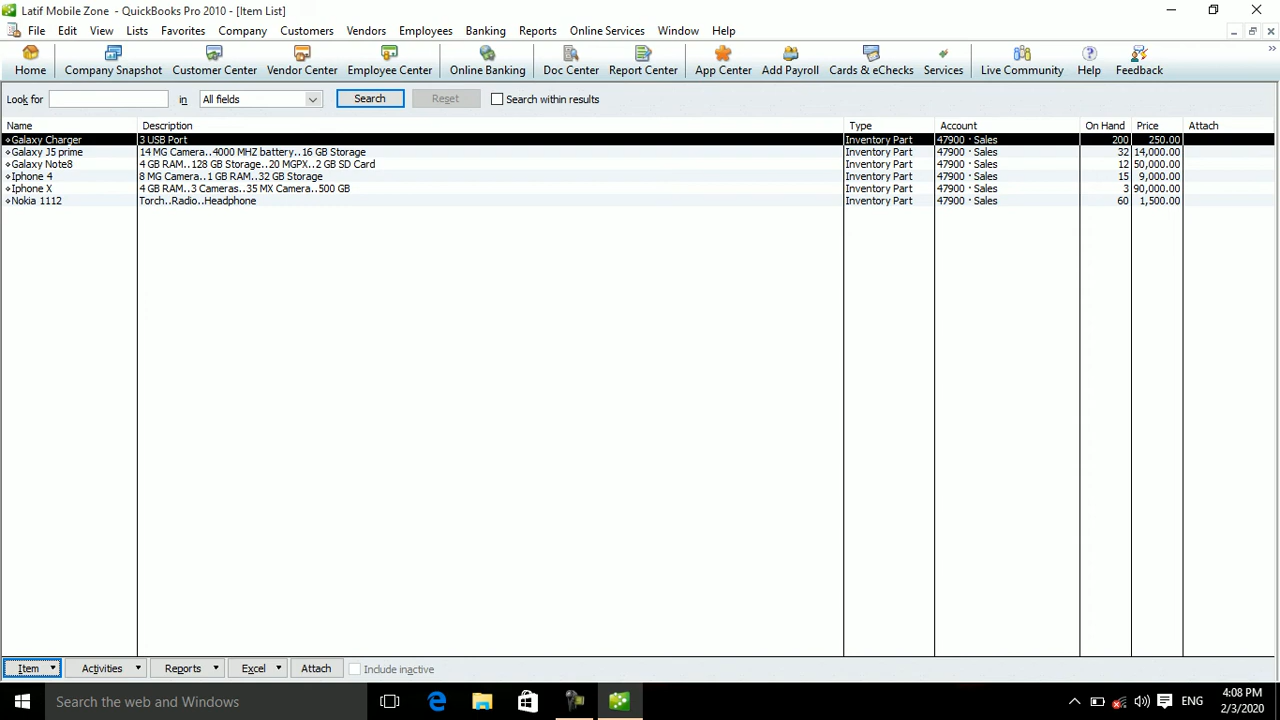 Latif Mobile Zone - QuickBooks Pro 2010 - [Item List]
File Edit View Lists Favorites Company Customers Vendors Employees Banking Reports Online Services Window Help
Home Company Snapshot Customer Center Vendor Center Employee Center Online Banking Doc Center Report Center App Center Add Payroll Cards & eChecks Services Live Community Help Feedback
Look for in All fields Search Reset Search within results
Name Description Type Account On Hand Price Attach
Galaxy Charger 3 USB Port Inventory Part 47900 · Sales 200 250.00
Galaxy J5 prime 14 MG Camera..4000 MHZ battery..16 GB Storage Inventory Part 47900 · Sales 32 14,000.00
Galaxy Note8 4 GB RAM..128 GB Storage..20 MGPX..2 GB SD Card Inventory Part 47900 · Sales 12 50,000.00
Iphone 4 8 MG Camera..1 GB RAM..32 GB Storage Inventory Part 47900 · Sales 15 9,000.00
Iphone X 4 GB RAM..3 Cameras..35 MX Camera..500 GB Inventory Part 47900 · Sales 3 90,000.00
Nokia 1112 Torch..Radio..Headphone Inventory Part 47900 · Sales 60 1,500.00
Item Activities Reports Excel Attach Include inactive
Search the web and Windows ENG 4:08 PM
2/3/2020